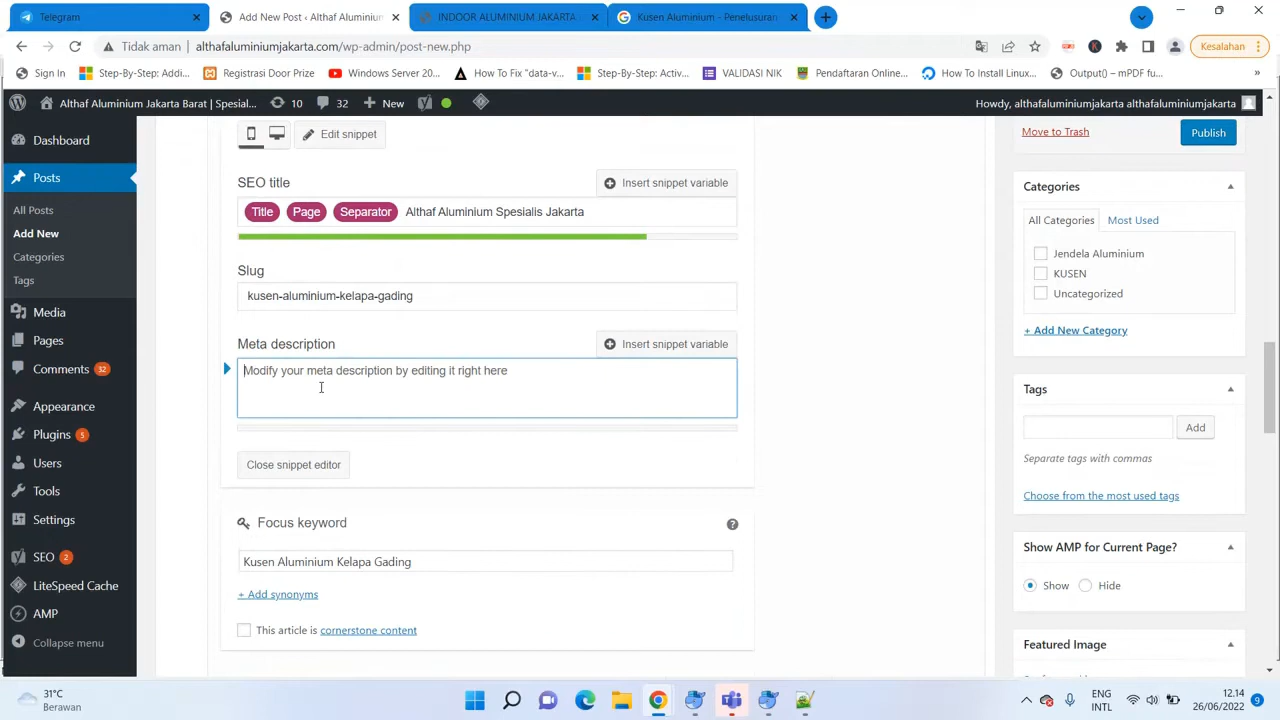 Telegram
Add New Post ‹ Althaf Aluminium
INDOOR ALUMINIUM JAKARTA
Kusen Aluminium - Penelusuran
Tidak aman althafaluminiumjakarta.com/wp-admin/post-new.php
Kesalahan
Sign In
Step-By-Step: Addi...
Registrasi Door Priz...
Windows Server 20...
How To Fix "data-v...
Step-By-Step: Activ...
VALIDASI NIK
Pendaftaran Online...
How To Install Linux...
Output() – mPDF fu...
»
Althaf Aluminium Jakarta Barat | Spesial...
10
32
New
Howdy, althafaluminiumjakarta althafaluminiumjakarta
Dashboard
Posts
All Posts
Add New
Categories
Tags
Media
Pages
Comments 32
Appearance
Plugins 5
Users
Tools
Settings
SEO 2
LiteSpeed Cache
AMP
Collapse menu
Edit snippet
SEO title
Insert snippet variable
Title Page Separator Althaf Aluminium Spesialis Jakarta
Slug
kusen-aluminium-kelapa-gading
Meta description
Insert snippet variable
Modify your meta description by editing it right here
Close snippet editor
Focus keyword
Kusen Aluminium Kelapa Gading
+ Add synonyms
This article is cornerstone content
Move to Trash
Publish
Categories
All Categories
Most Used
Jendela Aluminium
KUSEN
Uncategorized
+ Add New Category
Tags
Add
Separate tags with commas
Choose from the most used tags
Show AMP for Current Page?
Show
Hide
Featured Image
31°C
Berawan
ENG
INTL
12.14
26/06/2022
9